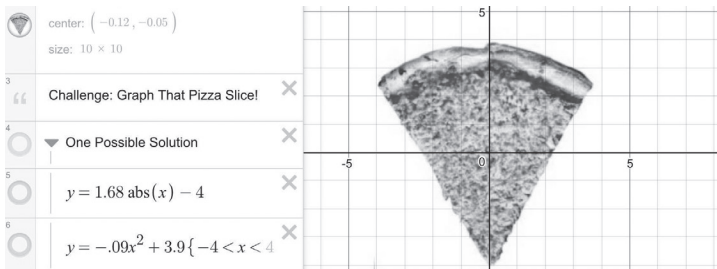 center: ( −0.12 , −0.05 )
size: 10 × 10
3
Challenge: Graph That Pizza Slice!
4
One Possible Solution
5
y = 1.68 abs(x) − 4
6
y = −.09x² + 3.9{−4 < x < 4
5
-5
0
5